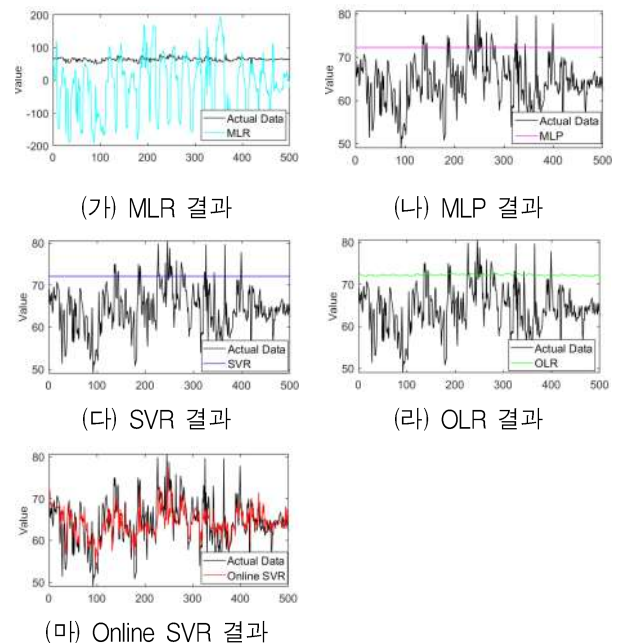 200
100
0
-100
-200
Value
0 100 200 300 400 500
Actual Data
MLR
(가) MLR 결과
80
70
60
50
Value
0 100 200 300 400 500
Actual Data
MLP
(나) MLP 결과
80
70
60
50
Value
0 100 200 300 400 500
Actual Data
SVR
(다) SVR 결과
80
70
60
50
Value
0 100 200 300 400 500
Actual Data
OLR
(라) OLR 결과
80
70
60
50
Value
0 100 200 300 400 500
Actual Data
Online SVR
(마) Online SVR 결과